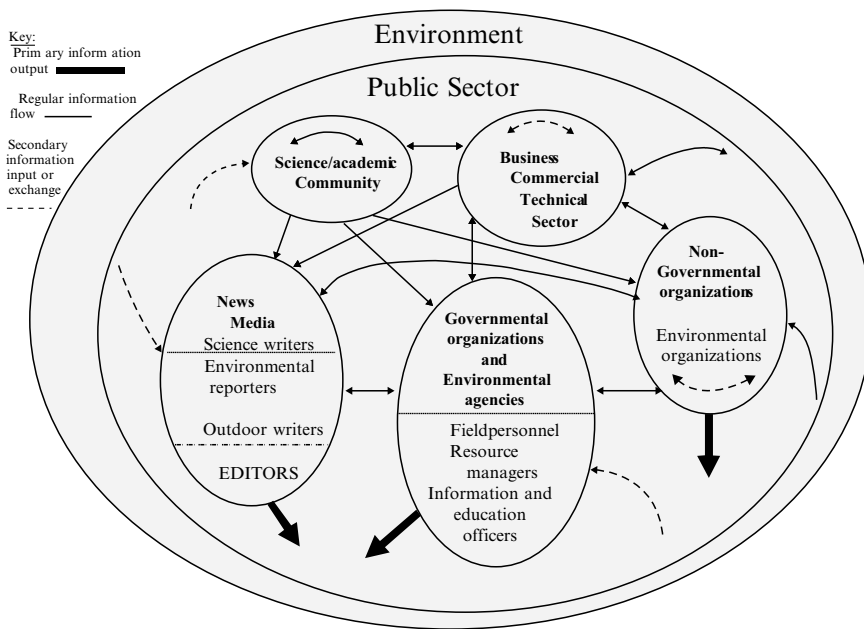 Key:
Prim ary inform ation
output
Regular information
flow
Secondary
information
input or
exchange
Environment
Public Sector
Science/academic
Community
Business
Commercial
Technical
Sector
Non-
Governmental
organizations
Environmental
organizations
News
Media
Science writers
Environmental
reporters
Outdoor writers
EDITORS
Governmental
organizations
and
Environmental
agencies
Fieldpersonnel
Resource
managers
Information and
education
officers